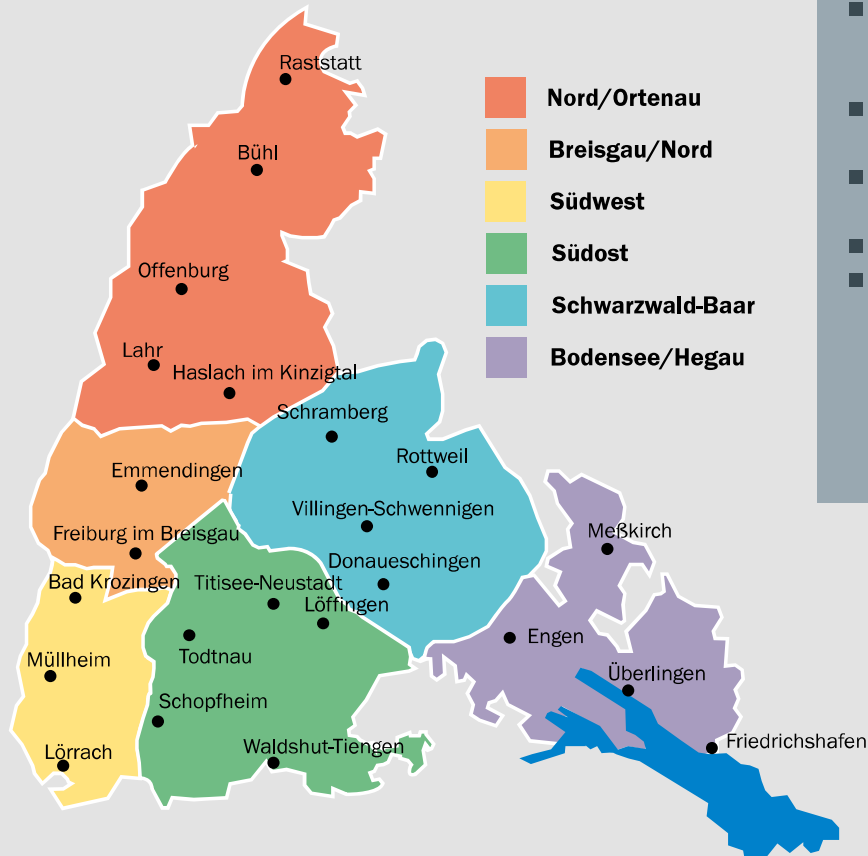 Raststatt
Bühl
Offenburg
Lahr
Haslach im Kinzigtal
Schramberg
Rottweil
Emmendingen
Villingen-Schwennigen
Freiburg im Breisgau
Meßkirch
Donaueschingen
Bad Krozingen
Titisee-Neustadt
Löffingen
Engen
Todtnau
Müllheim
Überlingen
Schopfheim
Friedrichshafen
Waldshut-Tiengen
Lörrach
Nord/Ortenau
Breisgau/Nord
Südwest
Südost
Schwarzwald-Baar
Bodensee/Hegau